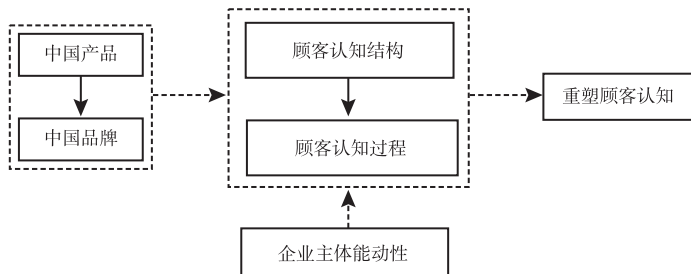 中国产品
中国品牌
顾客认知结构
顾客认知过程
重塑顾客认知
企业主体能动性